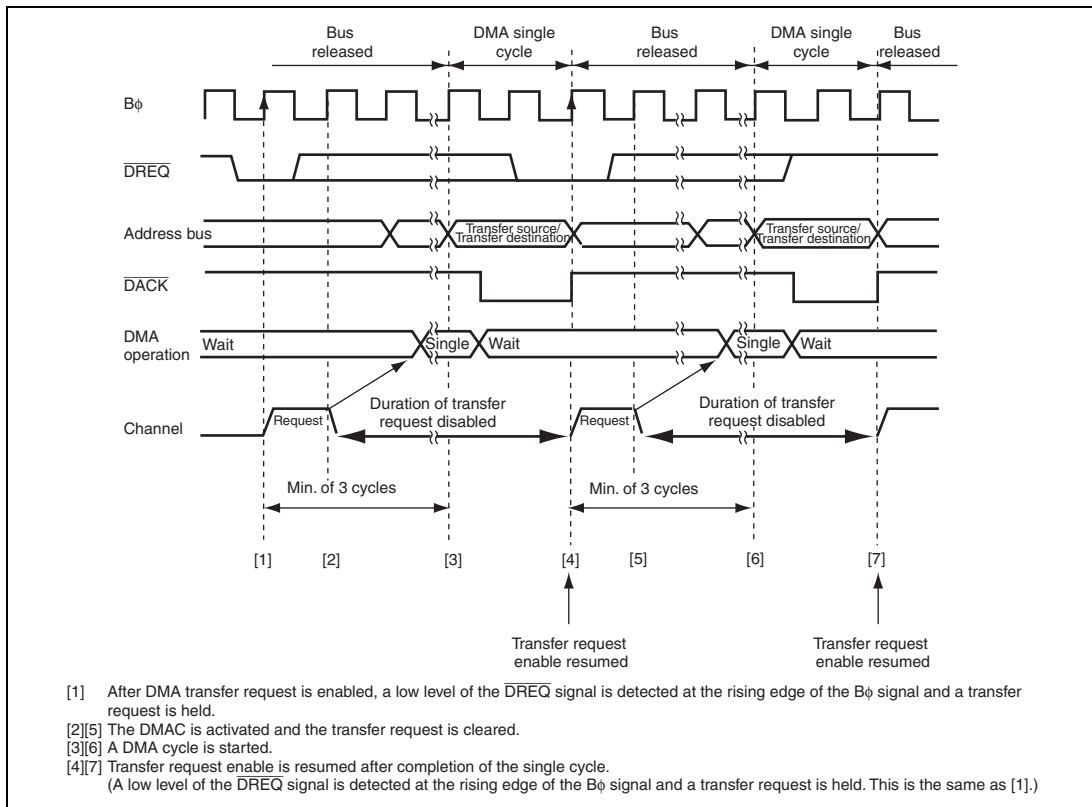 Bus released
DMA single cycle
Bus released
DMA single cycle
Bus released
Bφ
DREQ
Address bus
Transfer source/
Transfer destination
Transfer source/
Transfer destination
DACK
DMA operation
Wait
Single
Wait
Single
Wait
Channel
Request
Duration of transfer
request disabled
Request
Duration of transfer
request disabled
Min. of 3 cycles
Min. of 3 cycles
[1] [2] [3] [4] [5] [6] [7]
Transfer request
enable resumed
Transfer request
enable resumed
[1] After DMA transfer request is enabled, a low level of the DREQ signal is detected at the rising edge of the Bφ signal and a transfer
request is held.
[2][5] The DMAC is activated and the transfer request is cleared.
[3][6] A DMA cycle is started.
[4][7] Transfer request enable is resumed after completion of the single cycle.
(A low level of the DREQ signal is detected at the rising edge of the Bφ signal and a transfer request is held. This is the same as [1].)